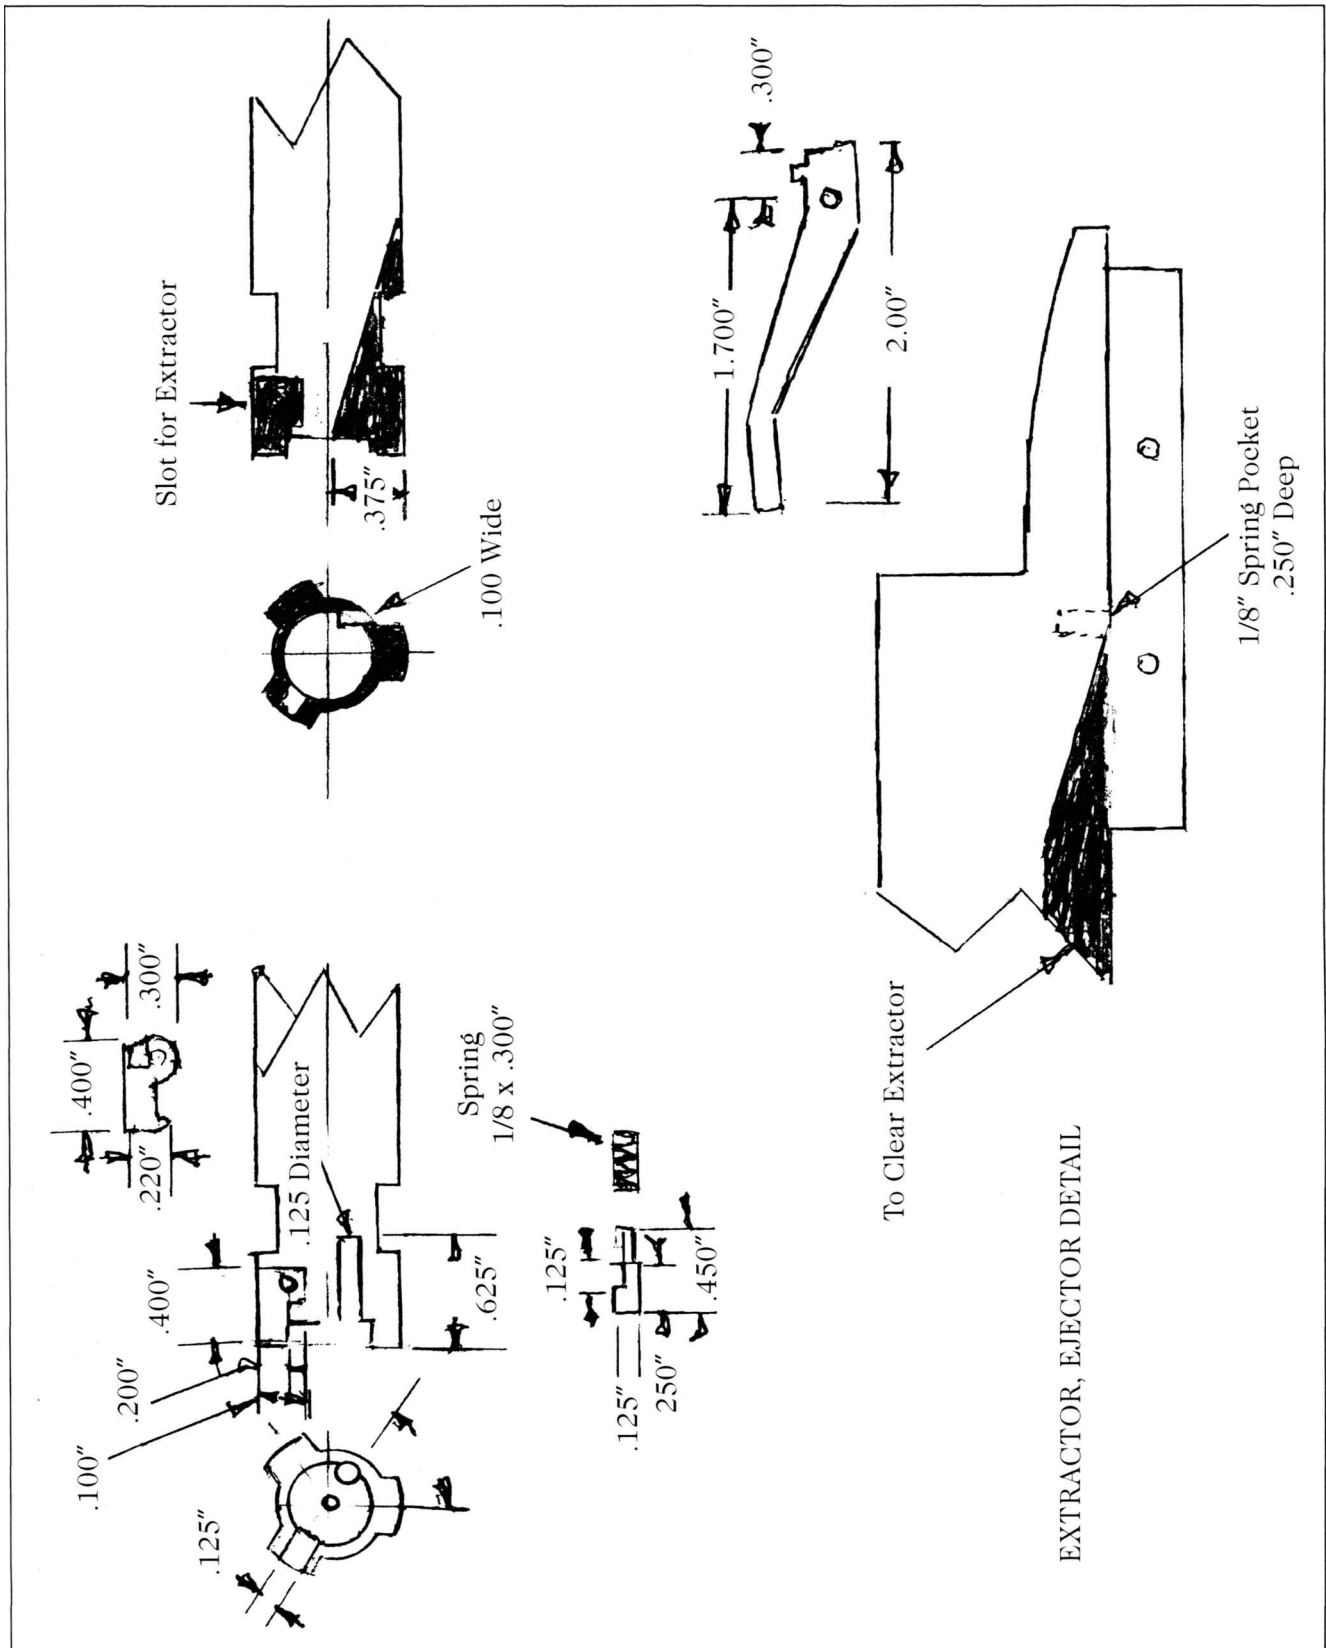 .125″
.100″
.200″
.400″
.125 Diameter
.625″
.220″
.400″
.300″
Spring
1/8 x .300″
.125″
.125″
250″
.450″
Slot for Extractor
.375″
.100 Wide
1.700″
.300″
2.00″
To Clear Extractor
1/8″ Spring Pocket
.250″ Deep
EXTRACTOR, EJECTOR DETAIL